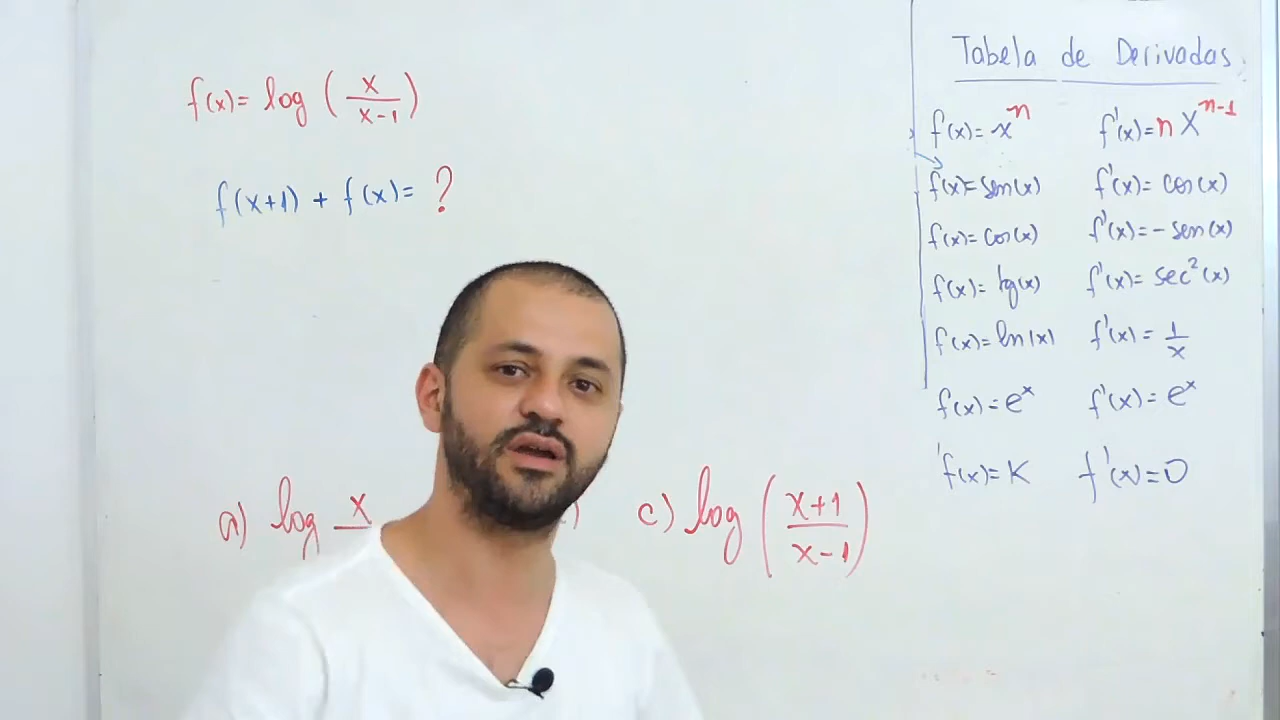 f(x)= log ( x / x-1 )
f(x+1) + f(x)= ?
a) log x
c) log ( x+1 / x-1 )
Tabela de Derivadas
f(x)= x^n f'(x)= n x^n-1
f(x)= sen(x) f'(x)= cos(x)
f(x)= cos(x) f'(x)= - sen(x)
f(x)= tg(x) f'(x)= sec²(x)
f(x)= ln(x) f'(x)= 1/x
f(x)= e^x f'(x)= e^x
f(x)= K f'(x)=0